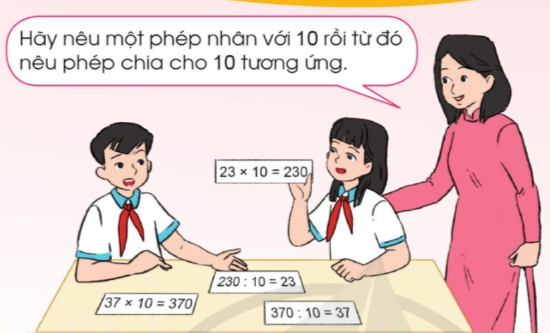 Hãy nêu một phép nhân với 10 rồi từ đó
nêu phép chia cho 10 tương ứng.
23 × 10 = 230
230 : 10 = 23
37 × 10 = 370
370 : 10 = 37